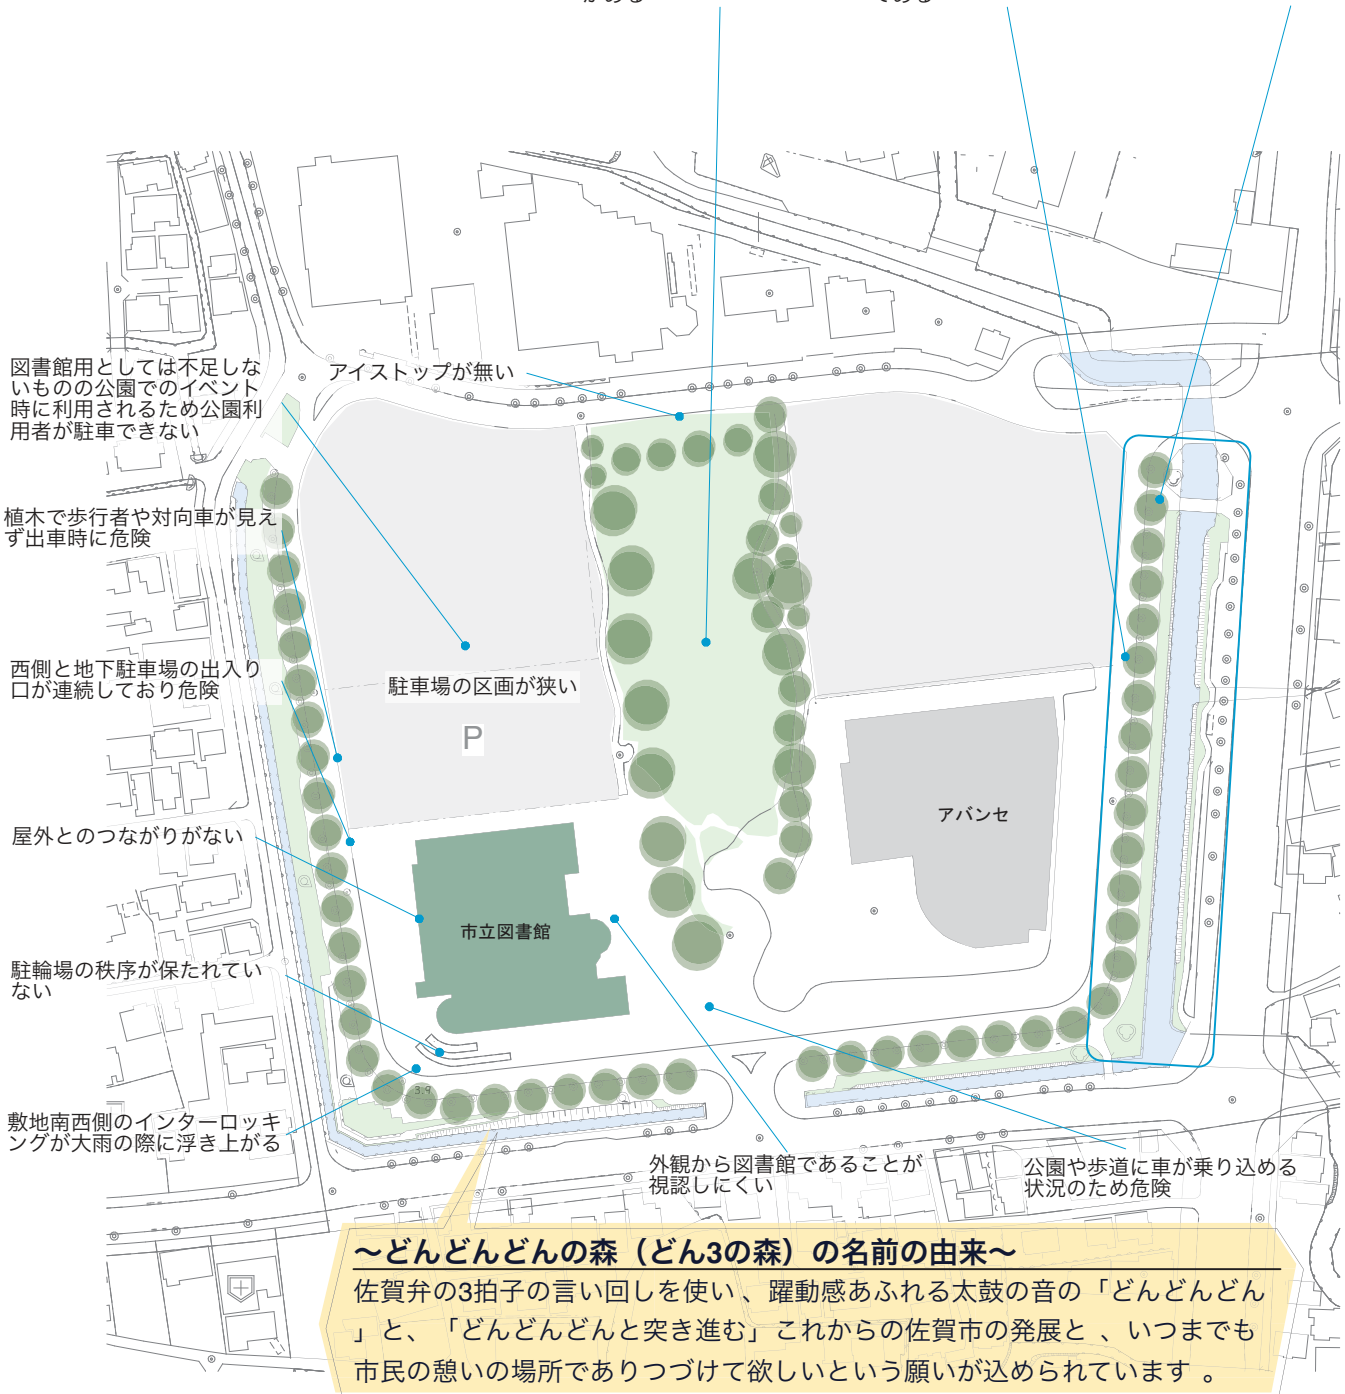 がある
である
図書館用としては不足しな
いものの公園でのイベント
時に利用されるため公園利
用者が駐車できない
アイストップが無い
植木で歩行者や対向車が見え
ず出車時に危険
西側と地下駐車場の出入り
口が連続しており危険
駐車場の区画が狭い
P
アバンセ
屋外とのつながりがない
市立図書館
駐輪場の秩序が保たれてい
ない
3.9
敷地南西側のインターロッキ
ングが大雨の際に浮き上がる
外観から図書館であることが
視認しにくい
公園や歩道に車が乗り込める
状況のため危険
〜どんどんどんの森（どん3の森）の名前の由来〜
佐賀弁の3拍子の言い回しを使い、躍動感あふれる太鼓の音の「どんどんどん
」と、「どんどんどんと突き進む」これからの佐賀市の発展と、いつまでも
市民の憩いの場所でありつづけて欲しいという願いが込められています。